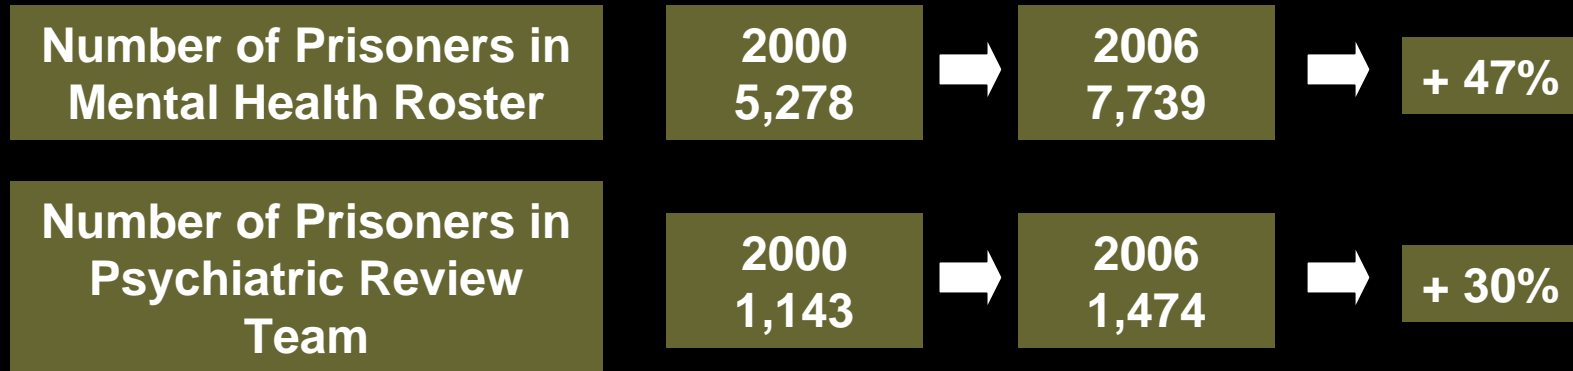 Number of Prisoners in
Mental Health Roster
2000
5,278
2006
7,739
+ 47%
Number of Prisoners in
Psychiatric Review
Team
2000
1,143
2006
1,474
+ 30%